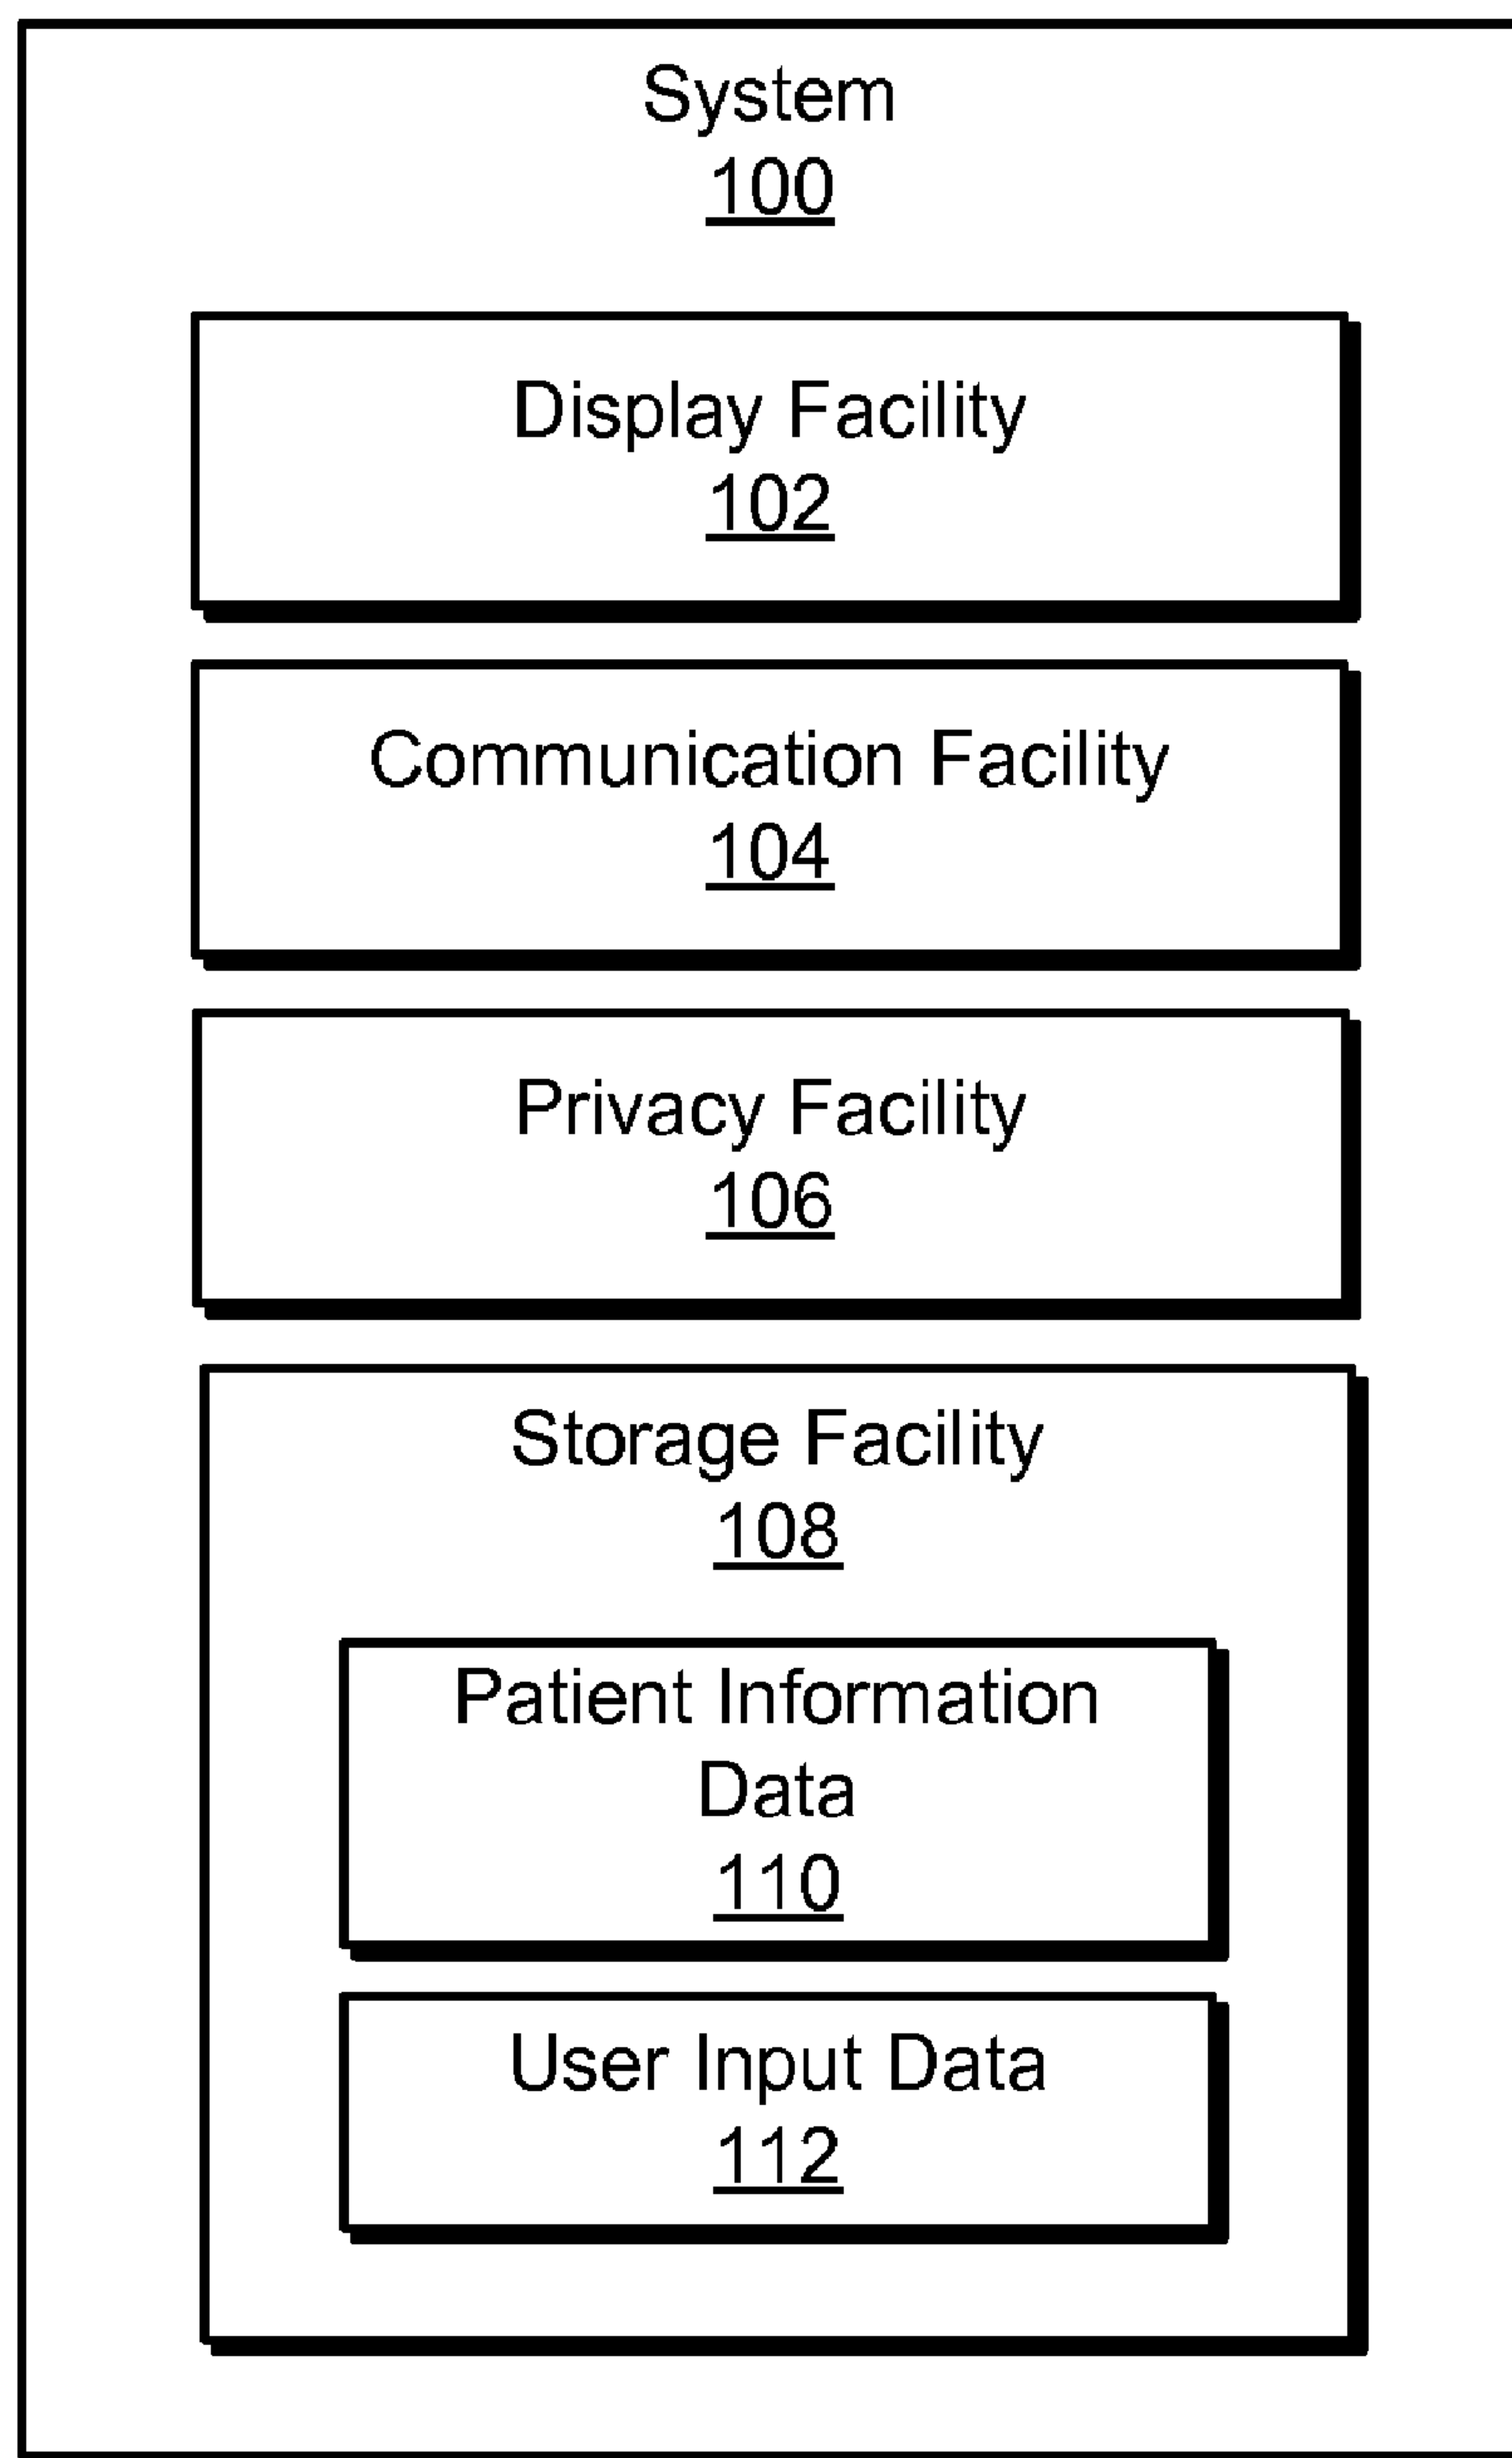 System
100
Display Facility
102
Communication Facility
104
Privacy Facility
106
Storage Facility
108
Patient Information
Data
110
User Input Data
112